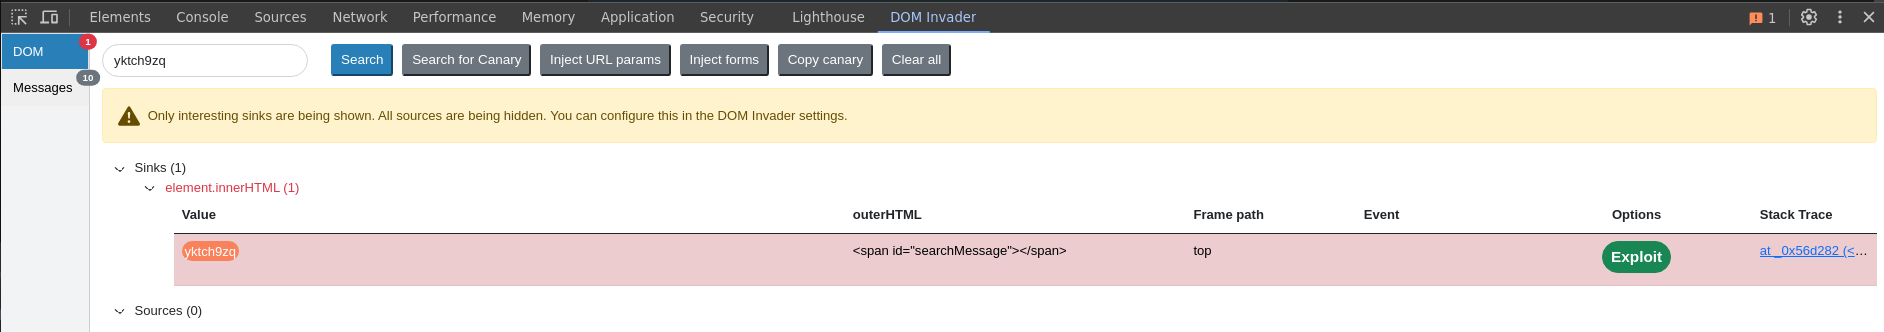 Elements Console Sources Network Performance Memory Application Security Lighthouse DOM Invader 1
DOM 1
Messages 10
yktch9zq Search Search for Canary Inject URL params Inject forms Copy canary Clear all
Only interesting sinks are being shown. All sources are being hidden. You can configure this in the DOM Invader settings.
Sinks (1)
element.innerHTML (1)
Value outerHTML Frame path Event Options Stack Trace
yktch9zq <span id="searchMessage"></span> top Exploit at _0x56d282 (<...
Sources (0)